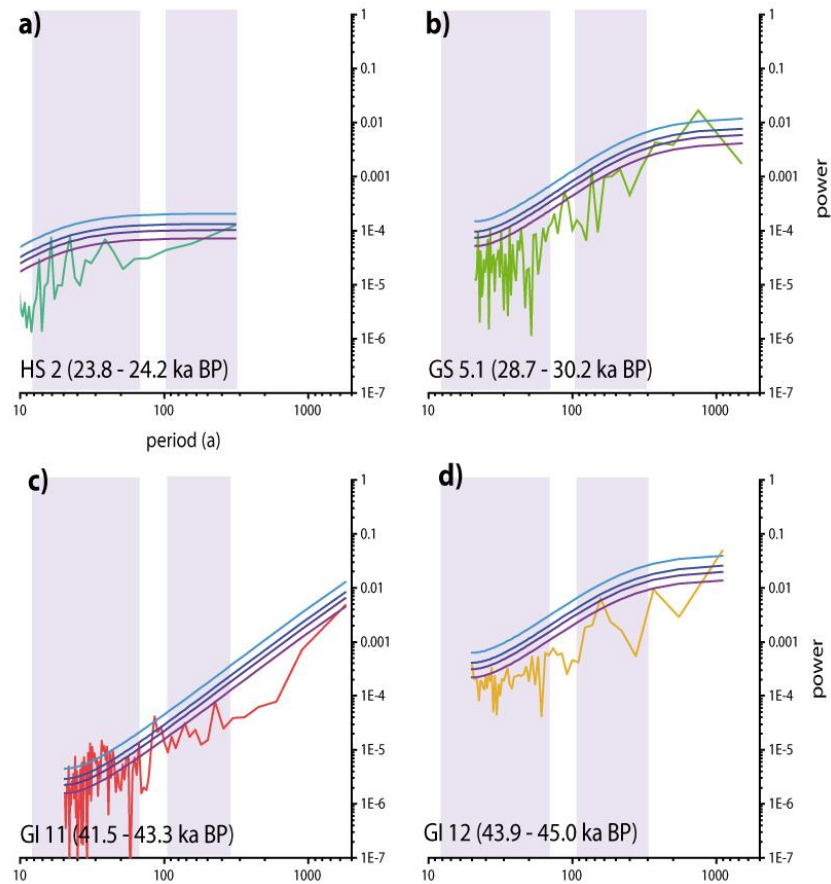 a)
1
0.1
0.01
0.001
1E-4
1E-5
1E-6
1E-7
power
HS 2 (23.8 - 24.2 ka BP)
10
100
1000
period (a)
b)
1
0.1
0.01
0.001
1E-4
1E-5
1E-6
1E-7
power
GS 5.1 (28.7 - 30.2 ka BP)
10
100
1000
c)
1
0.1
0.01
0.001
1E-4
1E-5
1E-6
1E-7
GI 11 (41.5 - 43.3 ka BP)
10
100
1000
d)
1
0.1
0.01
0.001
1E-4
1E-5
1E-6
1E-7
power
GI 12 (43.9 - 45.0 ka BP)
10
100
1000